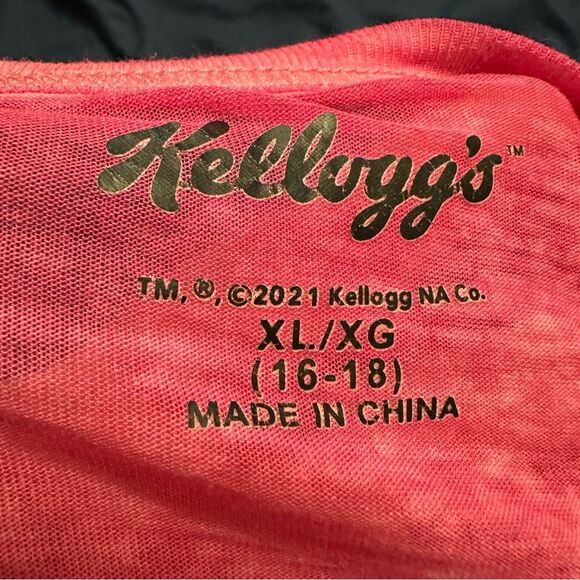 Kellogg's™
TM, ®, ©2021 Kellogg NA Co.
XL./XG
(16-18)
MADE IN CHINA